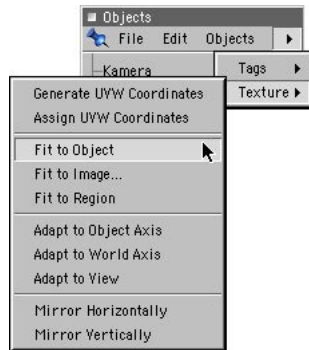 Objects
File Edit Objects
Kamera
Tags
Texture
Generate UVW Coordinates
Assign UVW Coordinates
Fit to Object
Fit to Image...
Fit to Region
Adapt to Object Axis
Adapt to World Axis
Adapt to View
Mirror Horizontally
Mirror Vertically